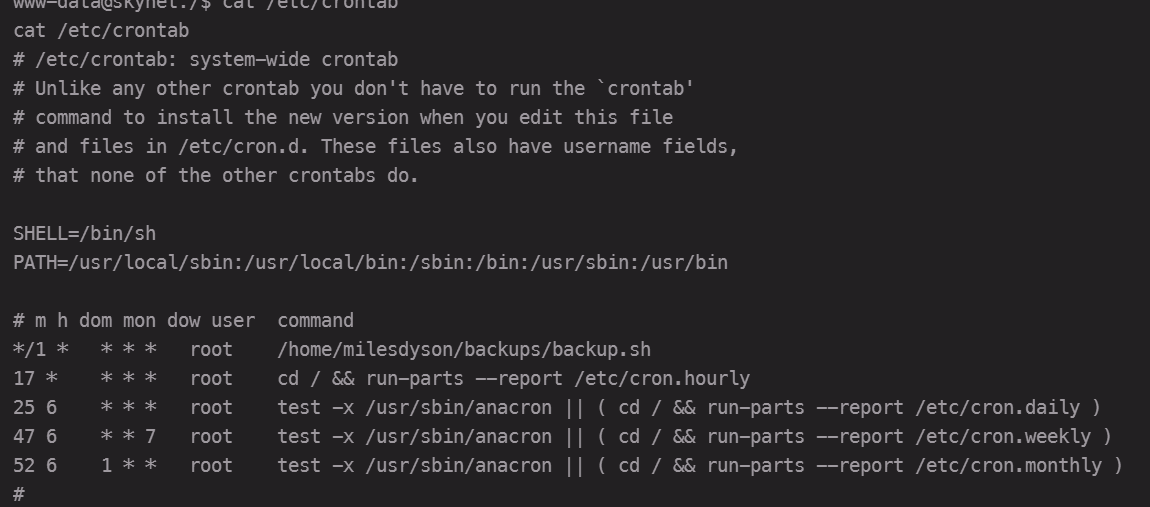 www-data@skynet:/$ cat /etc/crontab
cat /etc/crontab
# /etc/crontab: system-wide crontab
# Unlike any other crontab you don't have to run the `crontab'
# command to install the new version when you edit this file
# and files in /etc/cron.d. These files also have username fields,
# that none of the other crontabs do.

SHELL=/bin/sh
PATH=/usr/local/sbin:/usr/local/bin:/sbin:/bin:/usr/sbin:/usr/bin

# m h dom mon dow user  command
*/1 *   * * *   root    /home/milesdyson/backups/backup.sh
17 *    * * *   root    cd / && run-parts --report /etc/cron.hourly
25 6    * * *   root    test -x /usr/sbin/anacron || ( cd / && run-parts --report /etc/cron.daily )
47 6    * * 7   root    test -x /usr/sbin/anacron || ( cd / && run-parts --report /etc/cron.weekly )
52 6    1 * *   root    test -x /usr/sbin/anacron || ( cd / && run-parts --report /etc/cron.monthly )
#